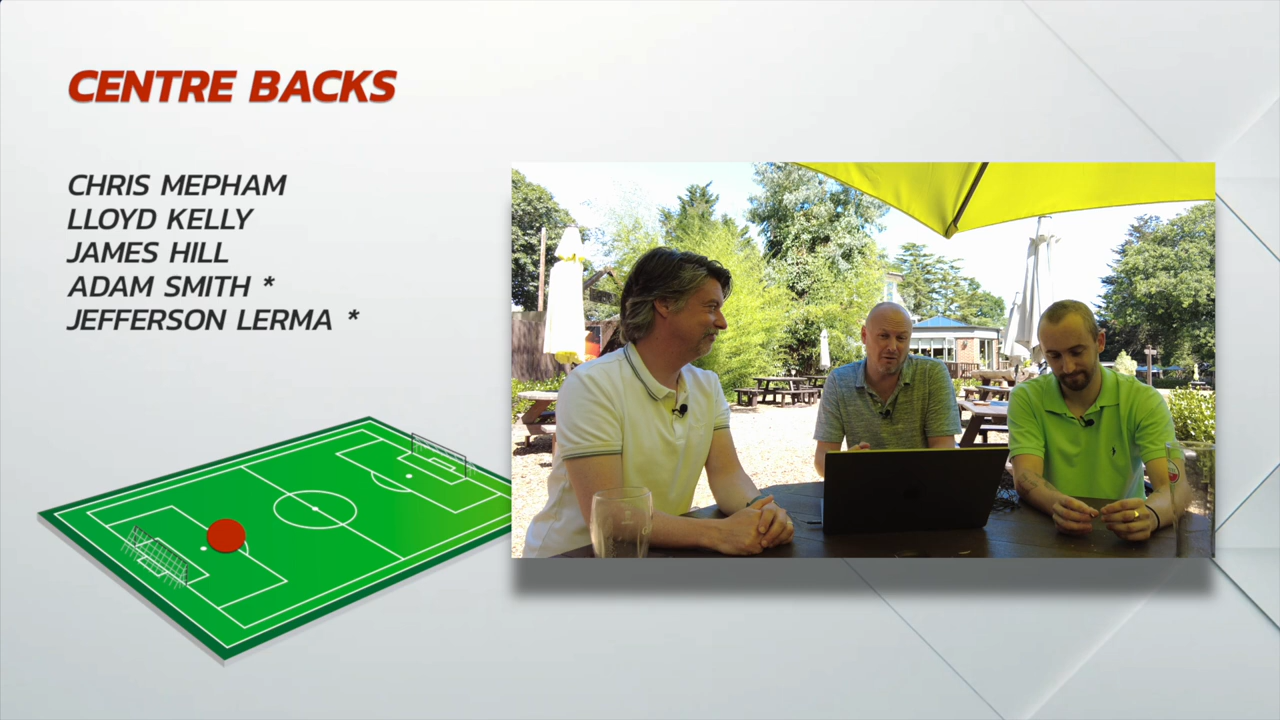 CENTRE BACKS
CHRIS MEPHAM
LLOYD KELLY
JAMES HILL
ADAM SMITH *
JEFFERSON LERMA *